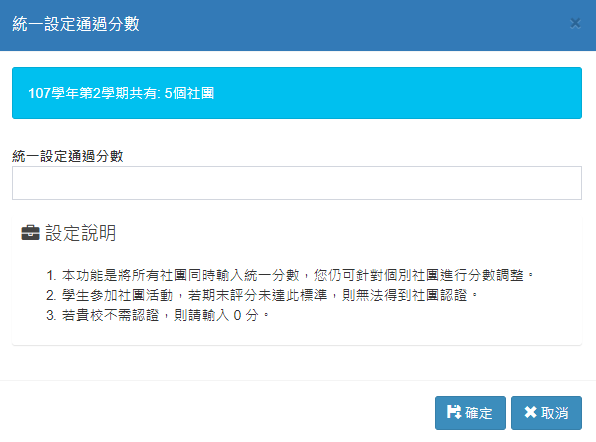 統一設定通過分數
×
107學年第2學期共有: 5個社團
統一設定通過分數
設定說明
1. 本功能是將所有社團同時輸入統一分數，您仍可針對個別社團進行分數調整。
2. 學生參加社團活動，若期末評分未達此標準，則無法得到社團認證。
3. 若貴校不需認證，則請輸入 0 分。
確定
取消